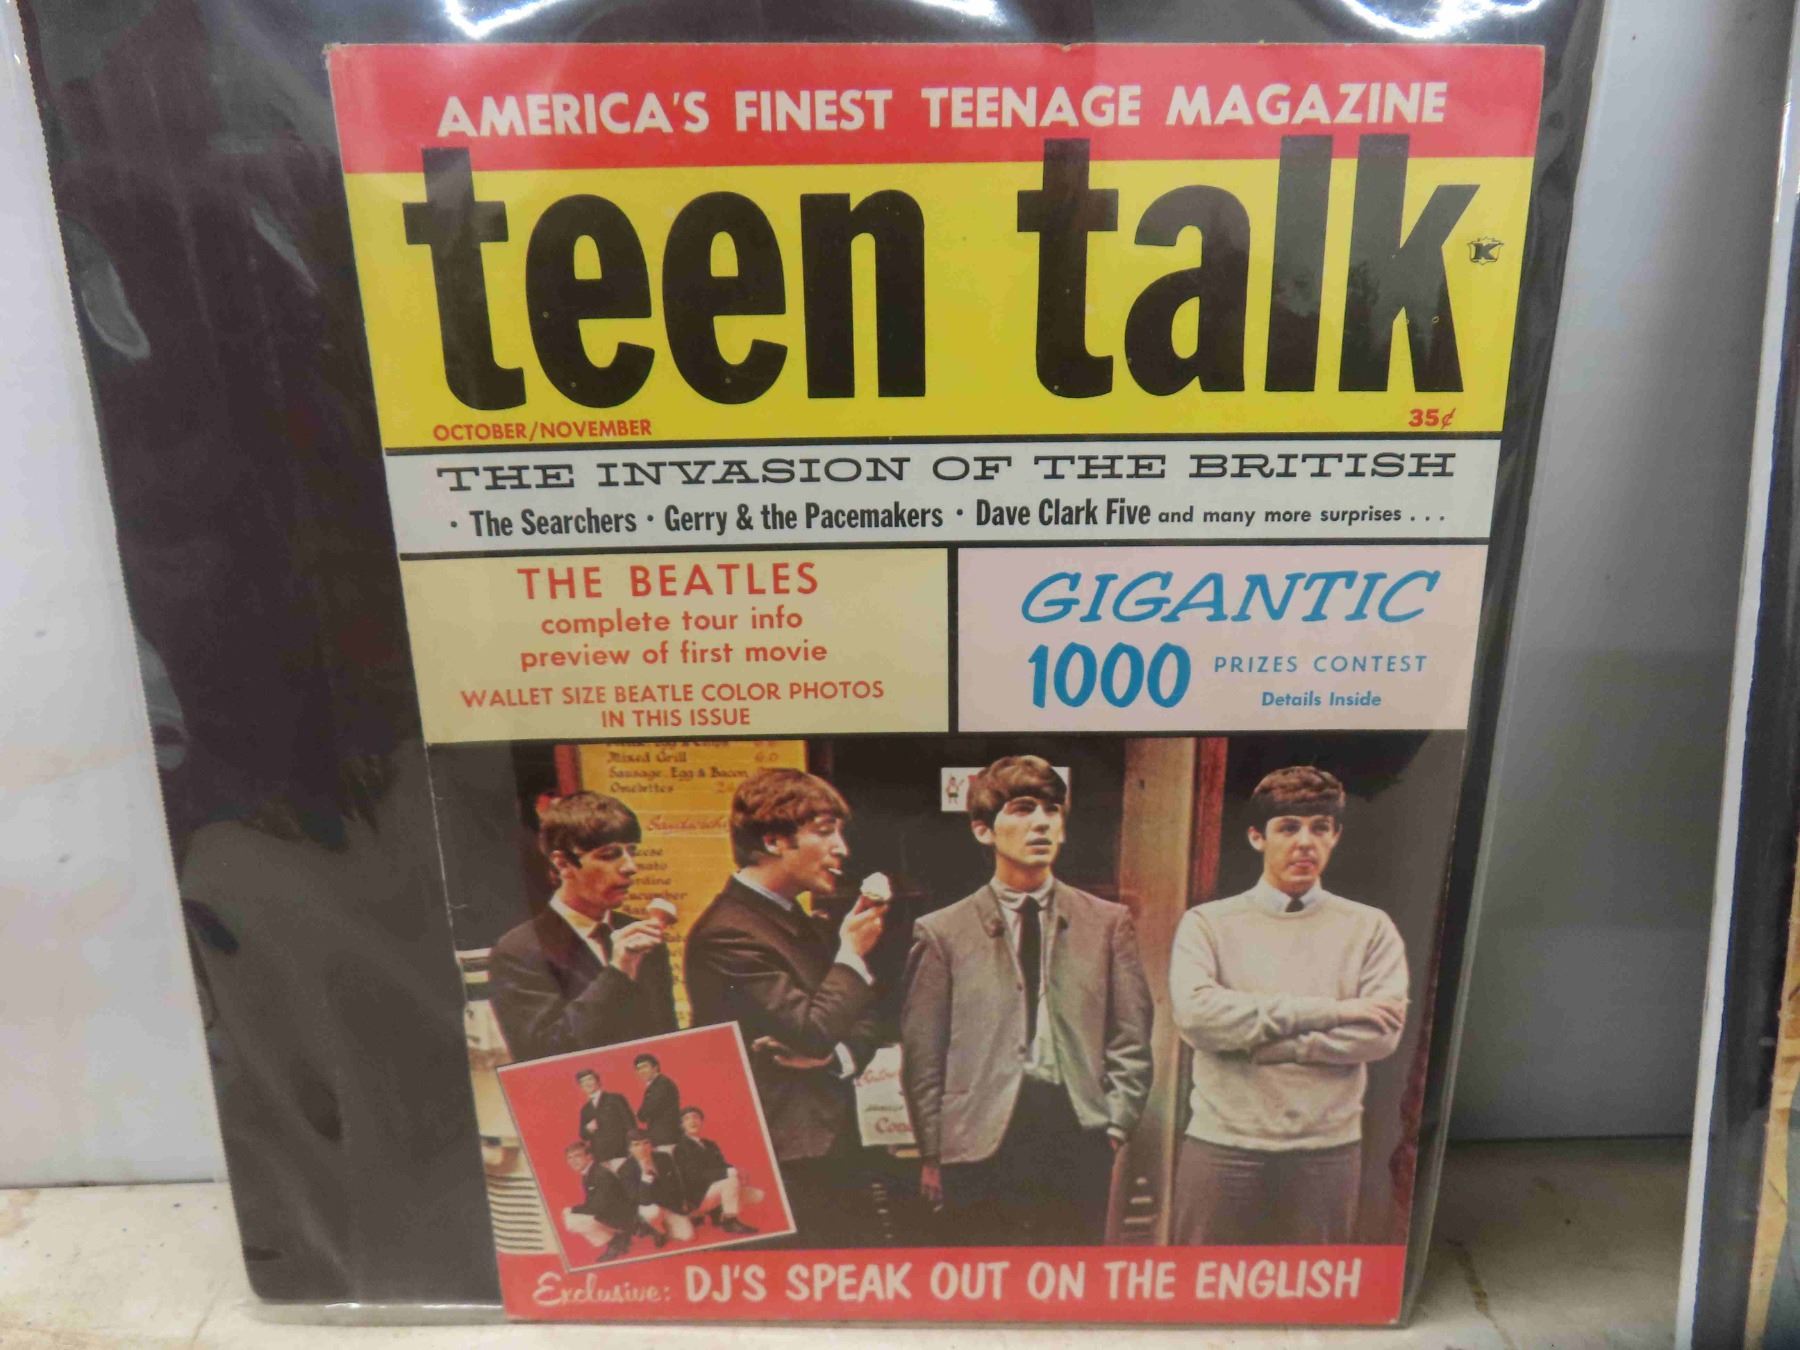 AMERICA'S FINEST TEENAGE MAGAZINE
teen talk
K
OCTOBER/NOVEMBER 35¢
THE INVASION OF THE BRITISH
· The Searchers · Gerry & the Pacemakers · Dave Clark Five and many more surprises . . .
THE BEATLES
complete tour info
preview of first movie
WALLET SIZE BEATLE COLOR PHOTOS
IN THIS ISSUE
GIGANTIC
1000 PRIZES CONTEST
Details Inside
Mixed Grill
Sausage, Egg & Bacon
Omelettes
Exclusive: DJ'S SPEAK OUT ON THE ENGLISH